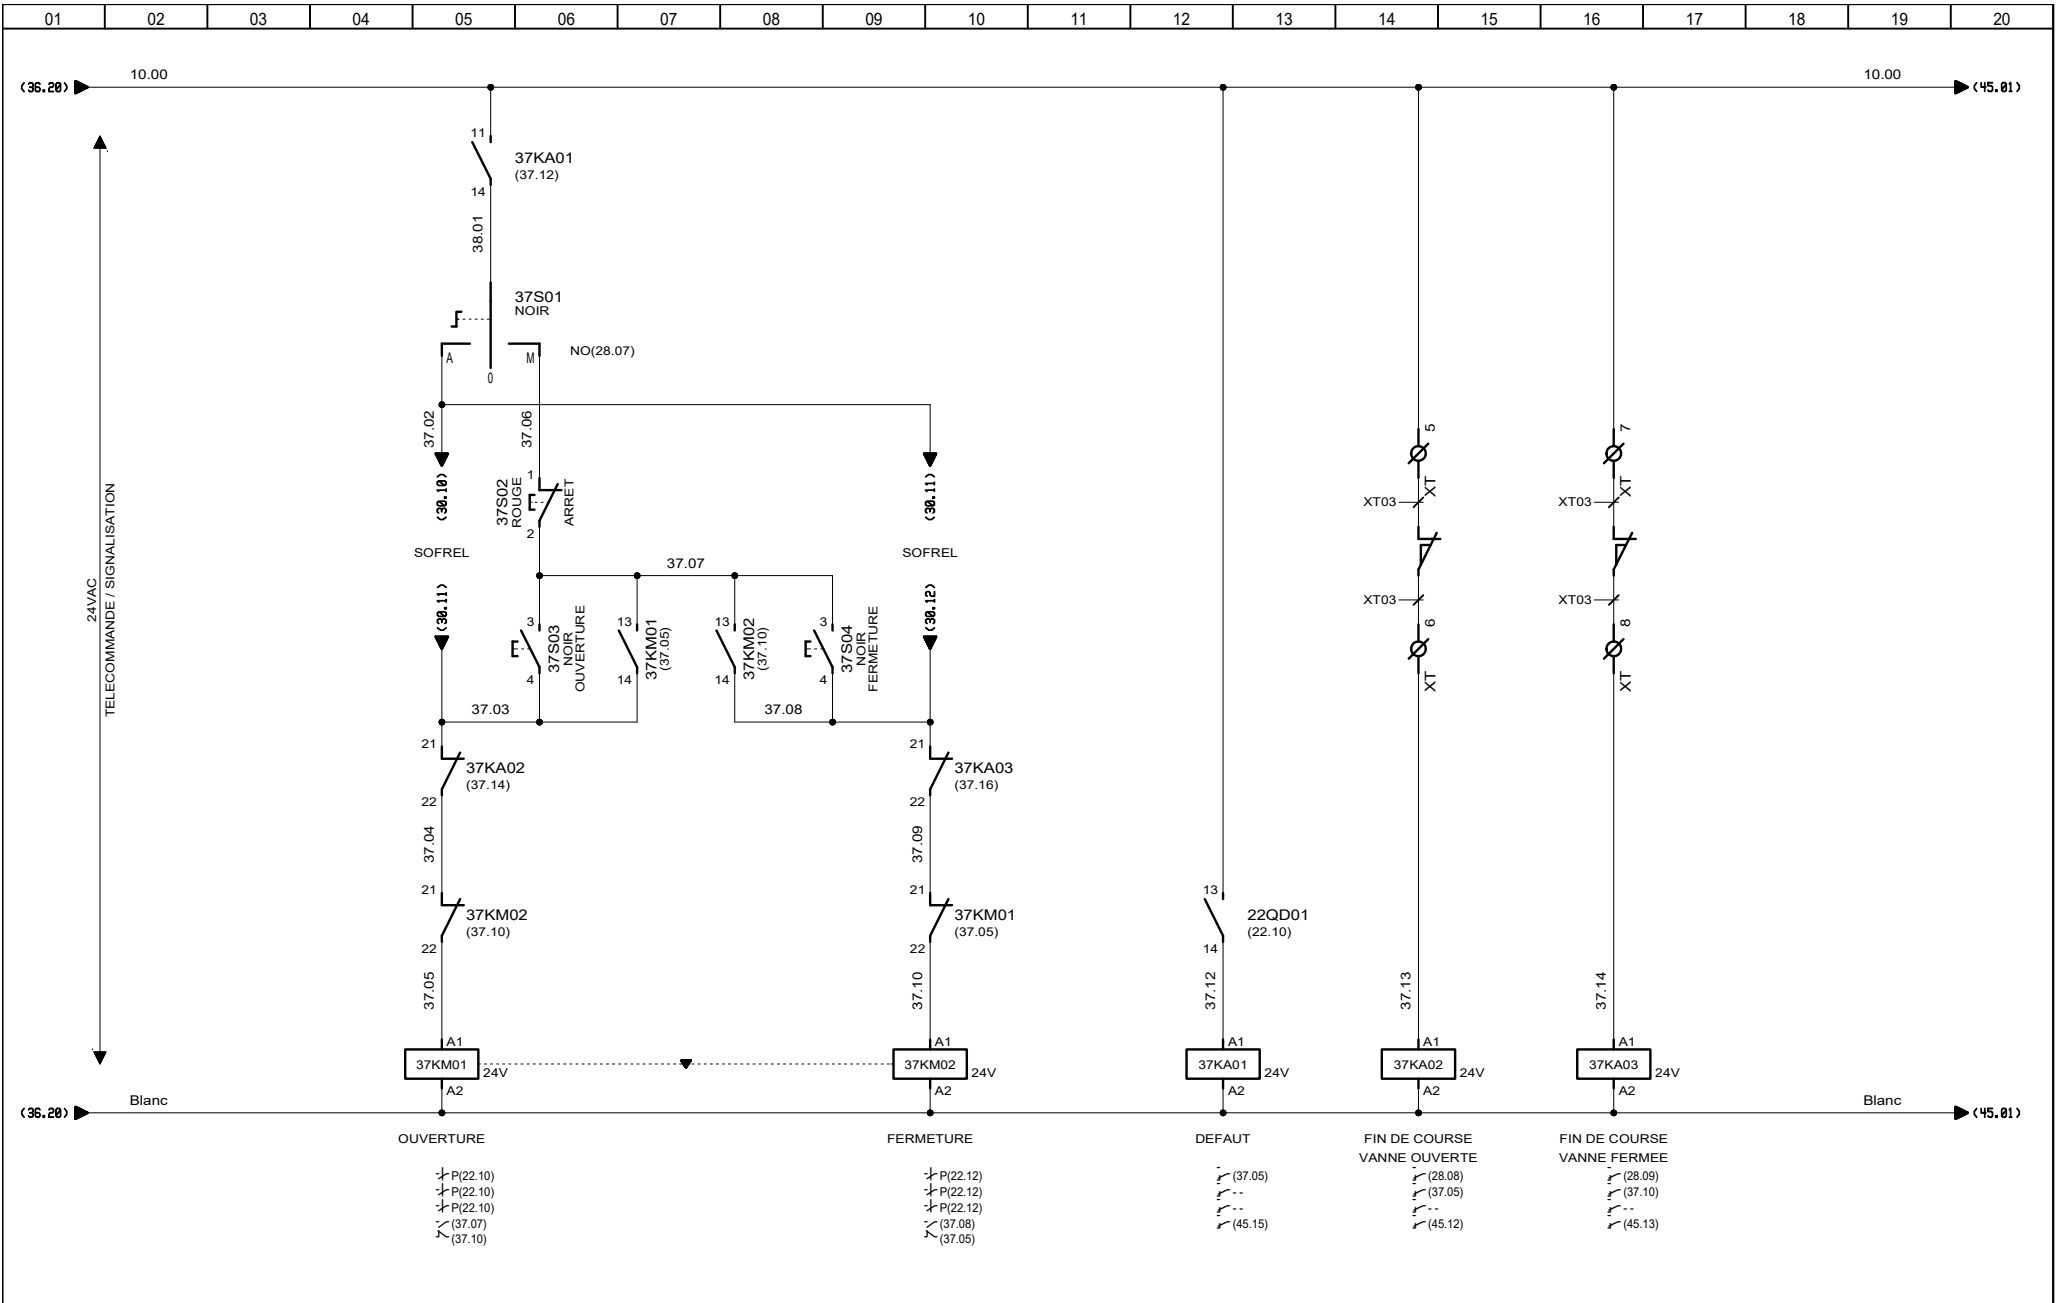 01 02 03 04 05 06 07 08 09 10 11 12 13 14 15 16 17 18 19 20
10.00
10.00
(36.20)
(45.01)
24VAC
TELECOMMANDE / SIGNALISATION
11
37KA01
(37.12)
14
38.01
37S01
NOIR
A
M
0
NO(28.07)
37.02
37.06
(30.10)
SOFREL
(30.11)
1
37S02
ROUGE
ARRET
2
37.07
(30.11)
SOFREL
(30.12)
3
37S03
NOIR
OUVERTURE
4
13
37KM01
(37.05)
14
13
37KM02
(37.10)
14
3
37S04
NOIR
FERMETURE
4
37.03
37.08
21
37KA02
(37.14)
22
37.04
21
37KM02
(37.10)
22
37.05
21
37KA03
(37.16)
22
37.09
21
37KM01
(37.05)
22
37.10
13
22QD01
(22.10)
14
37.12
5
XT
XT03
XT03
6
XT
37.13
7
XT
XT03
XT03
8
XT
37.14
A1
37KM01
24V
A2
A1
37KM02
24V
A2
A1
37KA01
24V
A2
A1
37KA02
24V
A2
A1
37KA03
24V
A2
(36.20)
Blanc
Blanc
(45.01)
OUVERTURE
P(22.10)
P(22.10)
P(22.10)
(37.07)
(37.10)
FERMETURE
P(22.12)
P(22.12)
P(22.12)
(37.08)
(37.05)
DEFAUT
(37.05)
--
--
(45.15)
FIN DE COURSE
VANNE OUVERTE
(28.08)
(37.05)
--
(45.12)
FIN DE COURSE
VANNE FERMEE
(28.09)
(37.10)
--
(45.13)